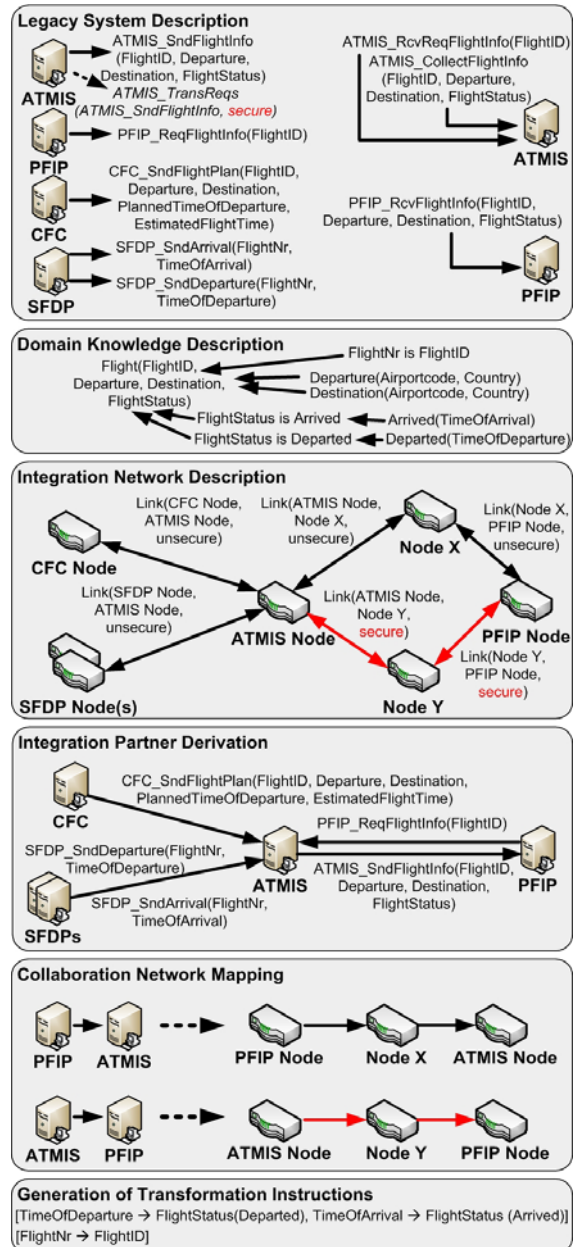 Legacy System Description
ATMIS_SndFlightInfo
(FlightID, Departure,
Destination, FlightStatus)
ATMIS_TransReqs
(ATMIS_SndFlightInfo, secure)
ATMIS
PFIP_ReqFlightInfo(FlightID)
PFIP
CFC_SndFlightPlan(FlightID,
Departure, Destination,
PlannedTimeOfDeparture,
EstimatedFlightTime)
CFC
SFDP_SndArrival(FlightNr,
TimeOfArrival)
SFDP_SndDeparture(FlightNr,
TimeOfDeparture)
SFDP
ATMIS_RcvReqFlightInfo(FlightID)
ATMIS_CollectFlightInfo
(FlightID, Departure,
Destination, FlightStatus)
ATMIS
PFIP_RcvFlightInfo(FlightID,
Departure, Destination, FlightStatus)
PFIP
Domain Knowledge Description
Flight(FlightID,
Departure, Destination,
FlightStatus)
FlightNr is FlightID
Departure(Airportcode, Country)
Destination(Airportcode, Country)
FlightStatus is Arrived
Arrived(TimeOfArrival)
FlightStatus is Departed
Departed(TimeOfDeparture)
Integration Network Description
Link(CFC Node,
ATMIS Node,
unsecure)
Link(ATMIS Node,
Node X,
unsecure)
Link(Node X,
PFIP Node,
unsecure)
CFC Node
Node X
Link(SFDP Node,
ATMIS Node,
unsecure)
ATMIS Node
Link(ATMIS Node,
Node Y,
secure)
PFIP Node
Link(Node Y,
PFIP Node,
secure)
SFDP Node(s)
Node Y
Integration Partner Derivation
CFC_SndFlightPlan(FlightID, Departure, Destination,
PlannedTimeOfDeparture, EstimatedFlightTime)
CFC
PFIP_ReqFlightInfo(FlightID)
SFDP_SndDeparture(FlightNr,
TimeOfDeparture)
ATMIS
ATMIS_SndFlightInfo(FlightID,
Departure, Destination,
FlightStatus)
PFIP
SFDP_SndArrival(FlightNr,
TimeOfArrival)
SFDPs
Collaboration Network Mapping
PFIP
ATMIS
PFIP Node
Node X
ATMIS Node
ATMIS
PFIP
ATMIS Node
Node Y
PFIP Node
Generation of Transformation Instructions
[TimeOfDeparture → FlightStatus(Departed), TimeOfArrival → FlightStatus (Arrived)]
[FlightNr → FlightID]